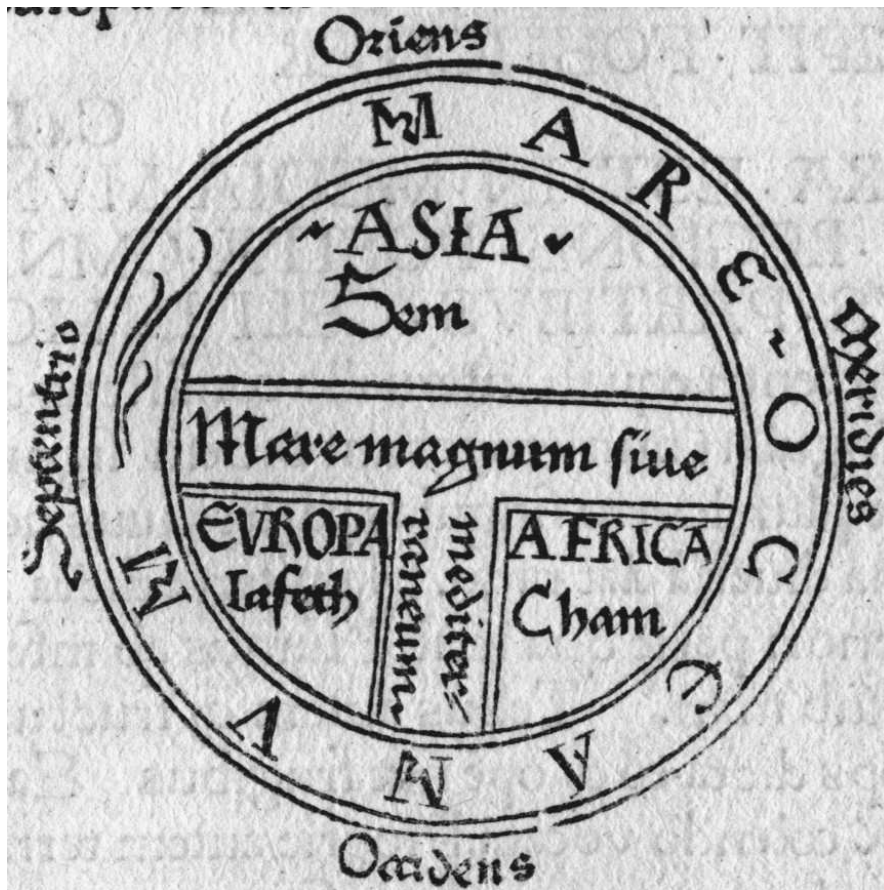 Oriens
MARE ~ OCEANVM
~ ASIA ~
Sem
Septentrio
Meridies
Mare magnum siue
mediter
raneum
EVROPA
Iafeth
AFRICA
Cham
Occidens